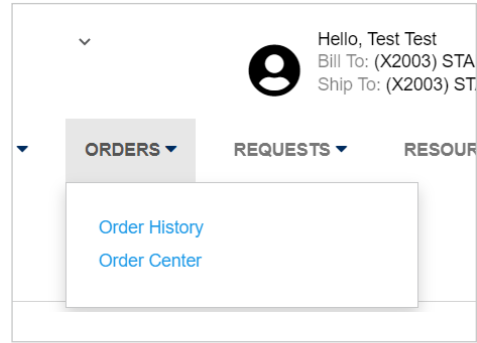 Hello, Test Test
Bill To: (X2003) STA
Ship To: (X2003) ST
ORDERS REQUESTS RESOUR
Order History
Order Center